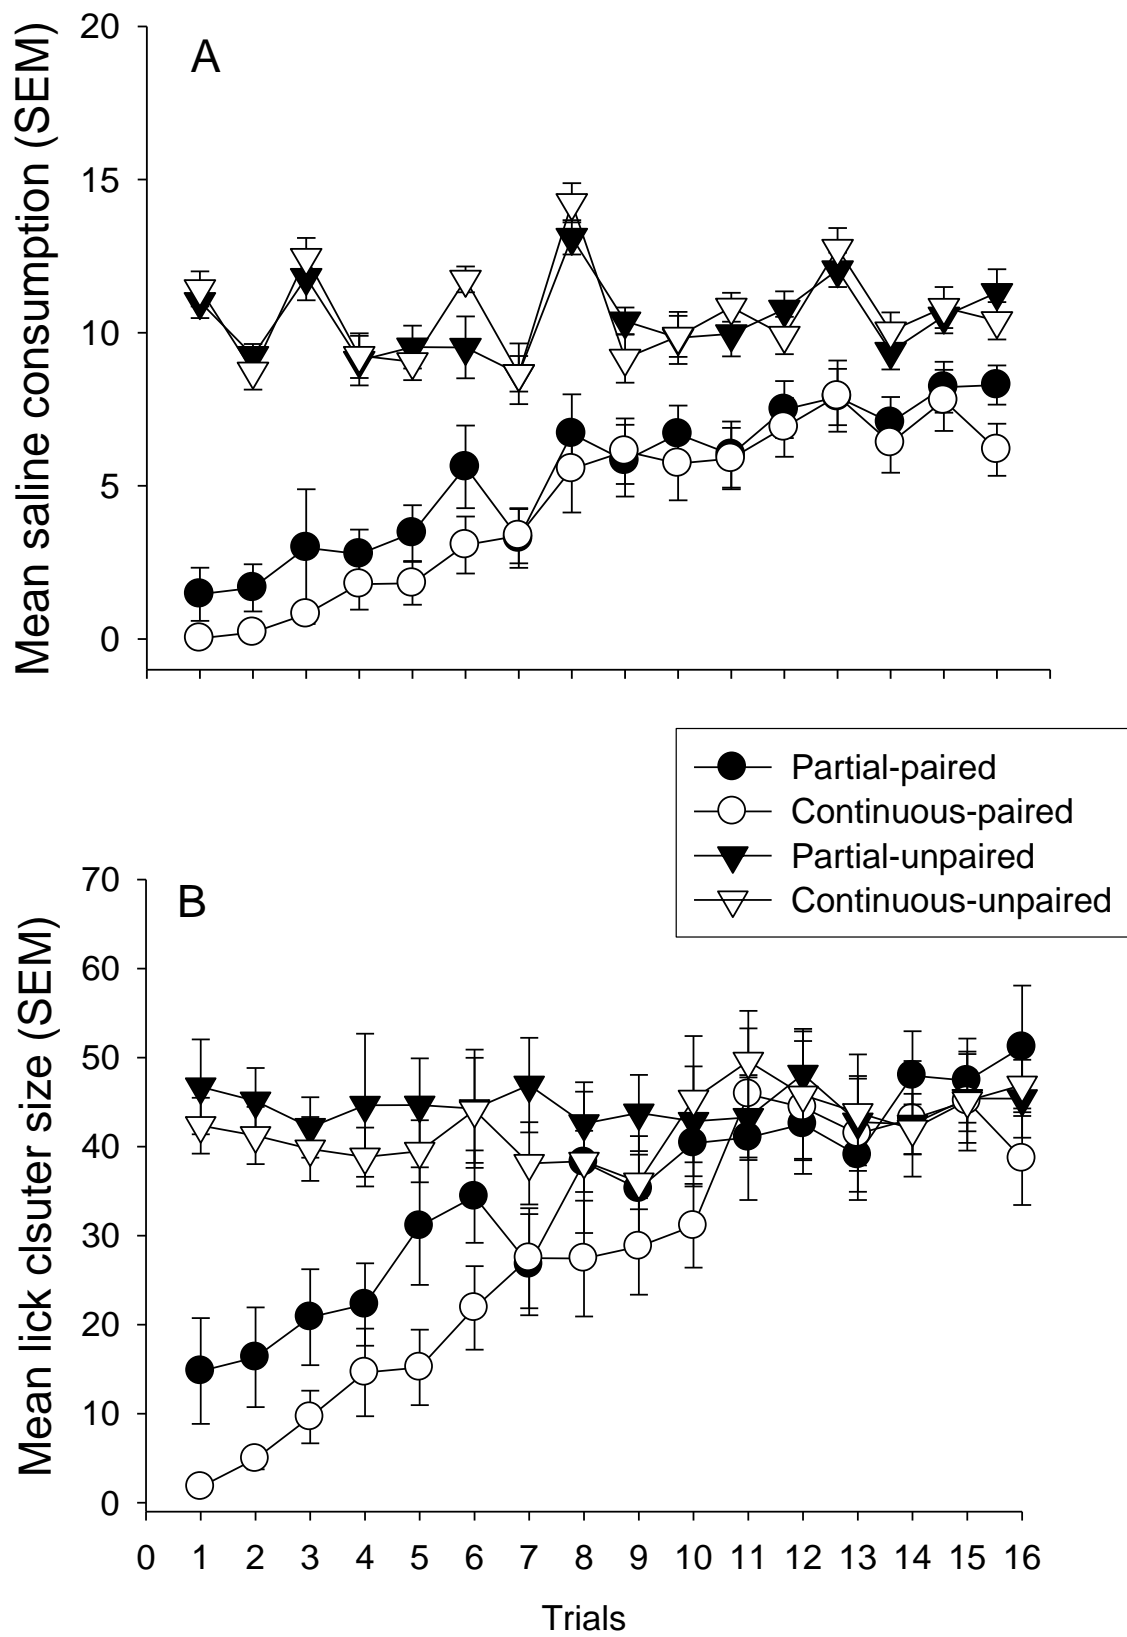 A
Mean saline consumption (SEM)
20
15
10
5
0
Partial-paired
Continuous-paired
Partial-unpaired
Continuous-unpaired
B
Mean lick clsuter size (SEM)
70
60
50
40
30
20
10
0
0 1 2 3 4 5 6 7 8 9 10 11 12 13 14 15 16
Trials